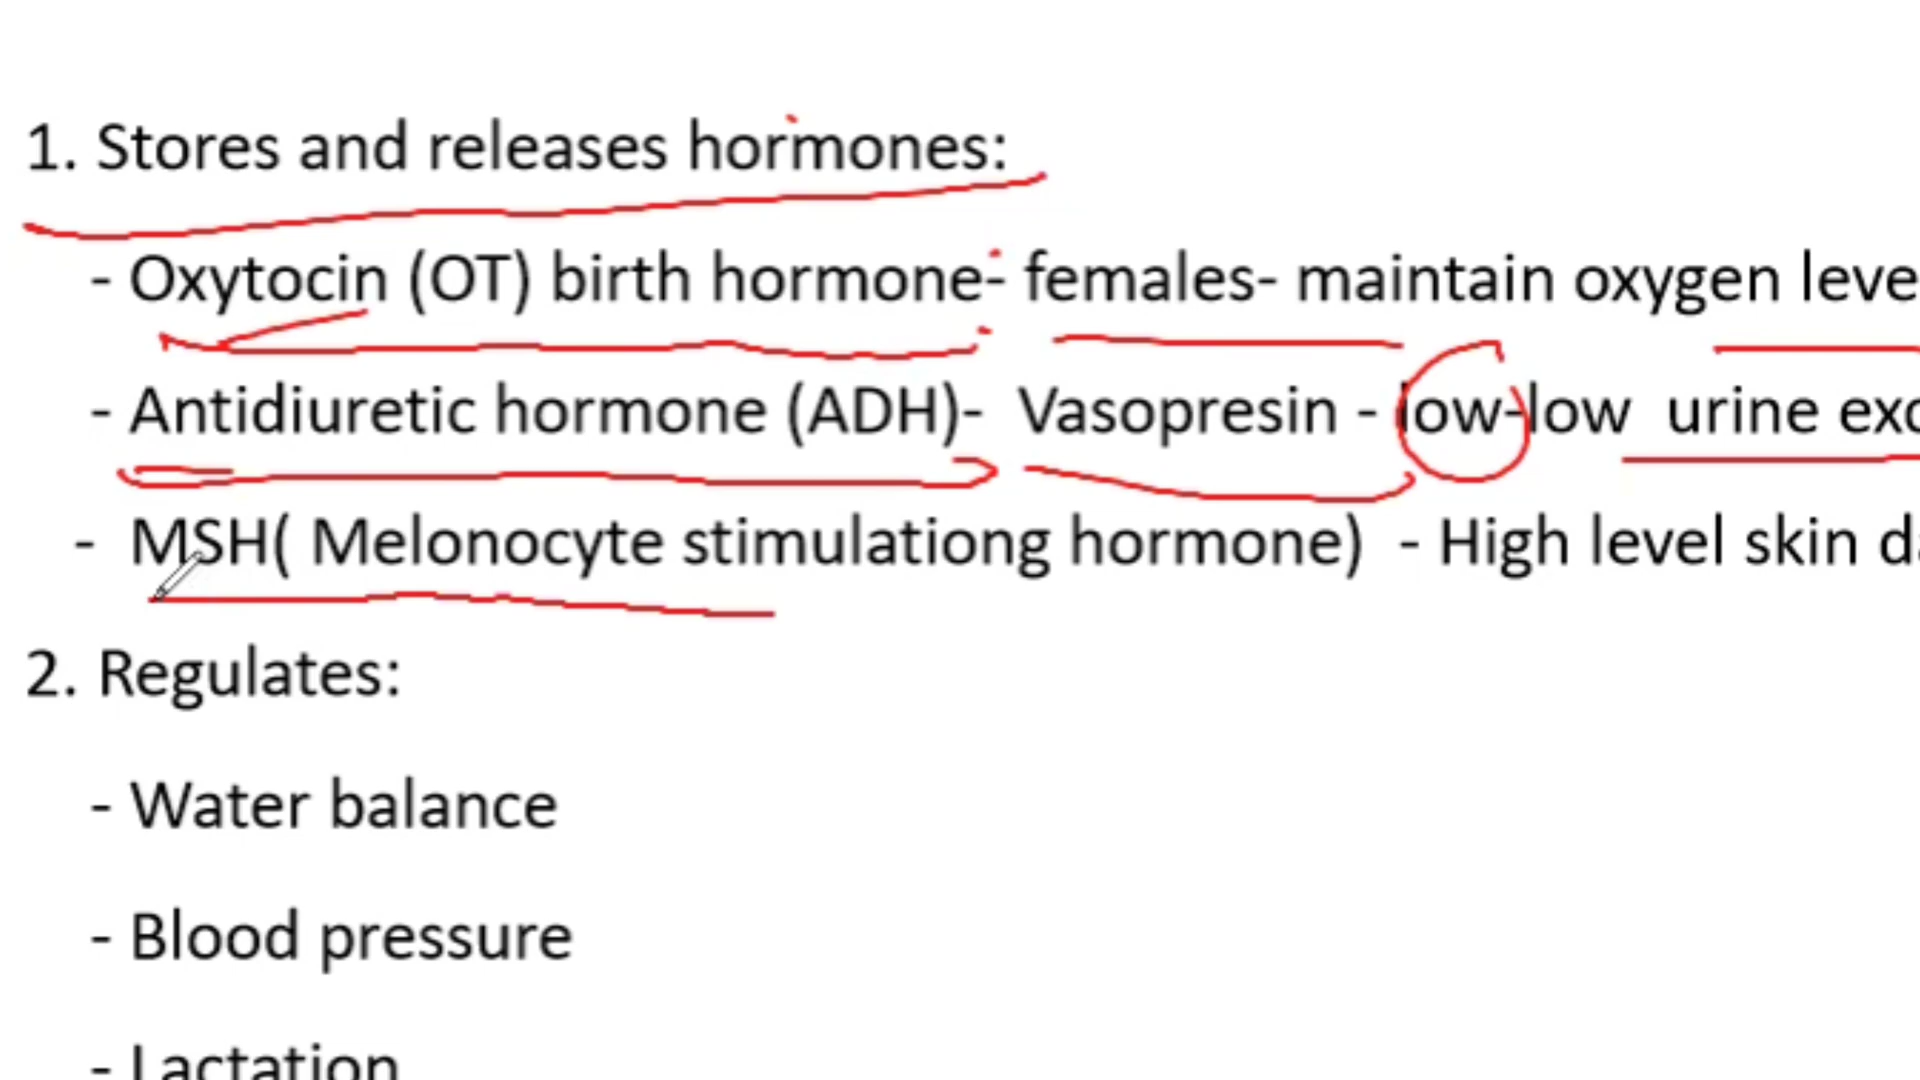 1. Stores and releases hormones:
- Oxytocin (OT) birth hormone- females- maintain oxygen leve
- Antidiuretic hormone (ADH)- Vasopresin - low-low urine exc
- MSH( Melonocyte stimulationg hormone) - High level skin da
2. Regulates:
- Water balance
- Blood pressure
- Lactation